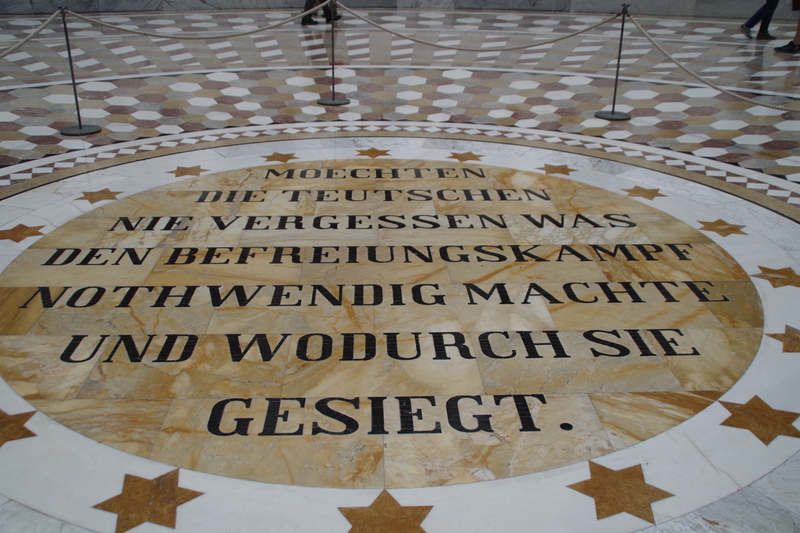 MOECHTEN
DIE TEUTSCHEN
NIE VERGESSEN WAS
DEN BEFREIUNGSKAMPF
NOTHWENDIG MACHTE
UND WODURCH SIE
GESIEGT.